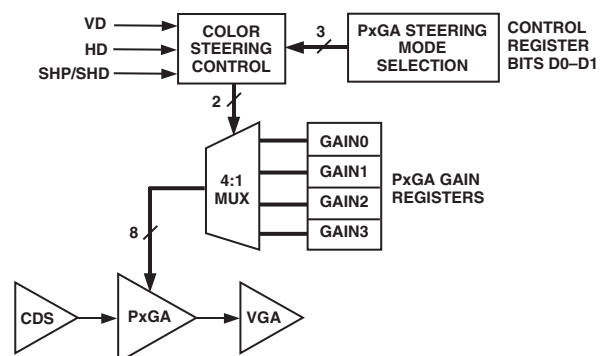 VD
HD
SHP/SHD
COLOR
STEERING
CONTROL
3
PxGA STEERING
MODE
SELECTION
CONTROL
REGISTER
BITS D0–D1
2
4:1
MUX
GAIN0
GAIN1
GAIN2
GAIN3
PxGA GAIN
REGISTERS
8
CDS
PxGA
VGA